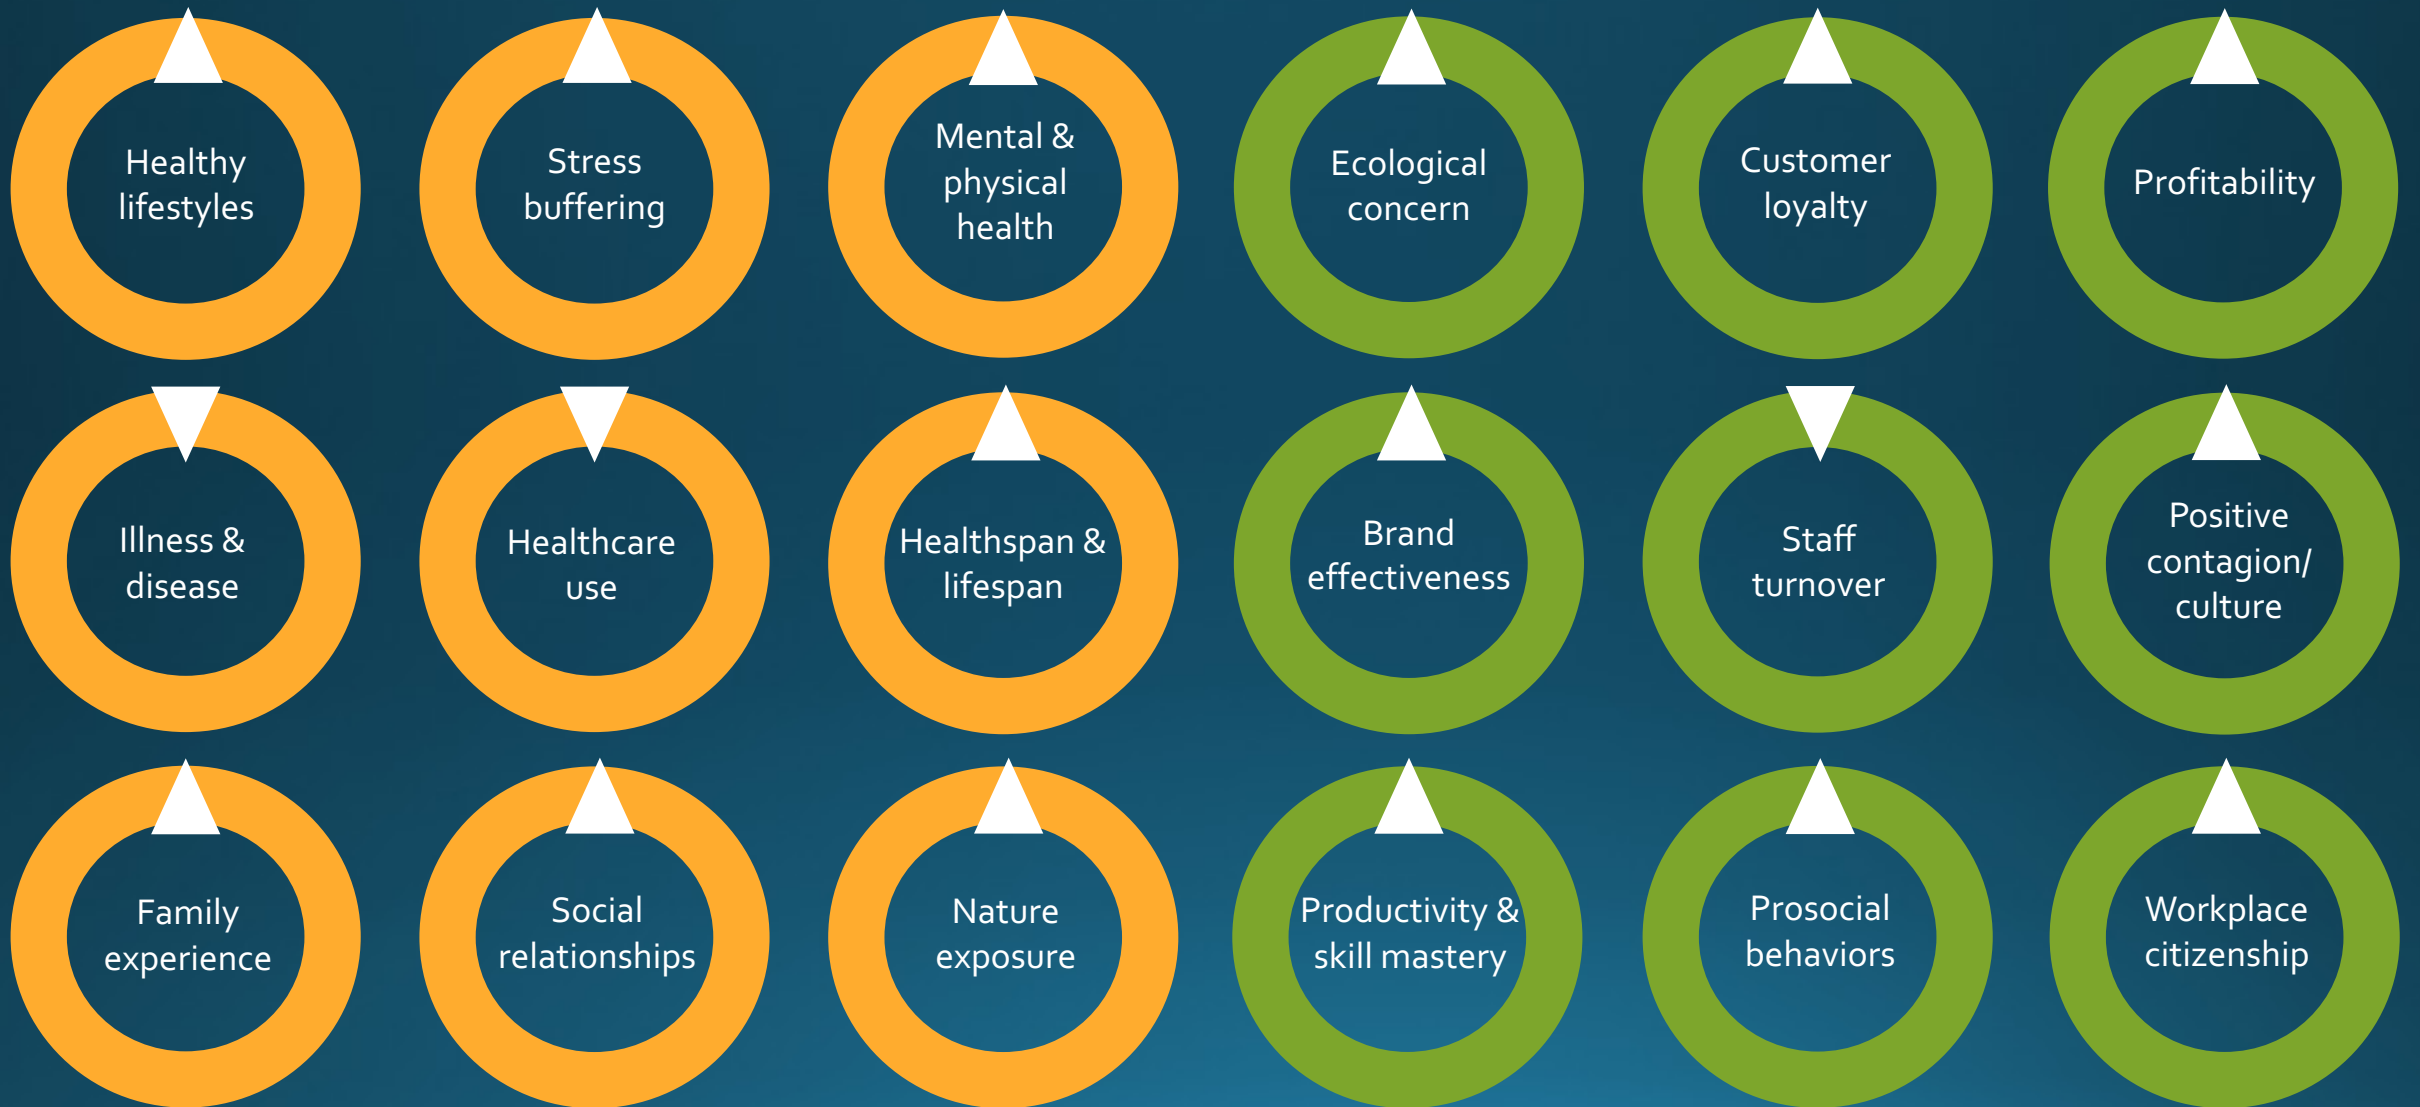 Healthy
lifestyles
Stress
buffering
Mental &
physical
health
Ecological
concern
Customer
loyalty
Profitability
Illness &
disease
Healthcare
use
Healthspan &
lifespan
Brand
effectiveness
Staff
turnover
Positive
contagion/
culture
Family
experience
Social
relationships
Nature
exposure
Productivity &
skill mastery
Prosocial
behaviors
Workplace
citizenship